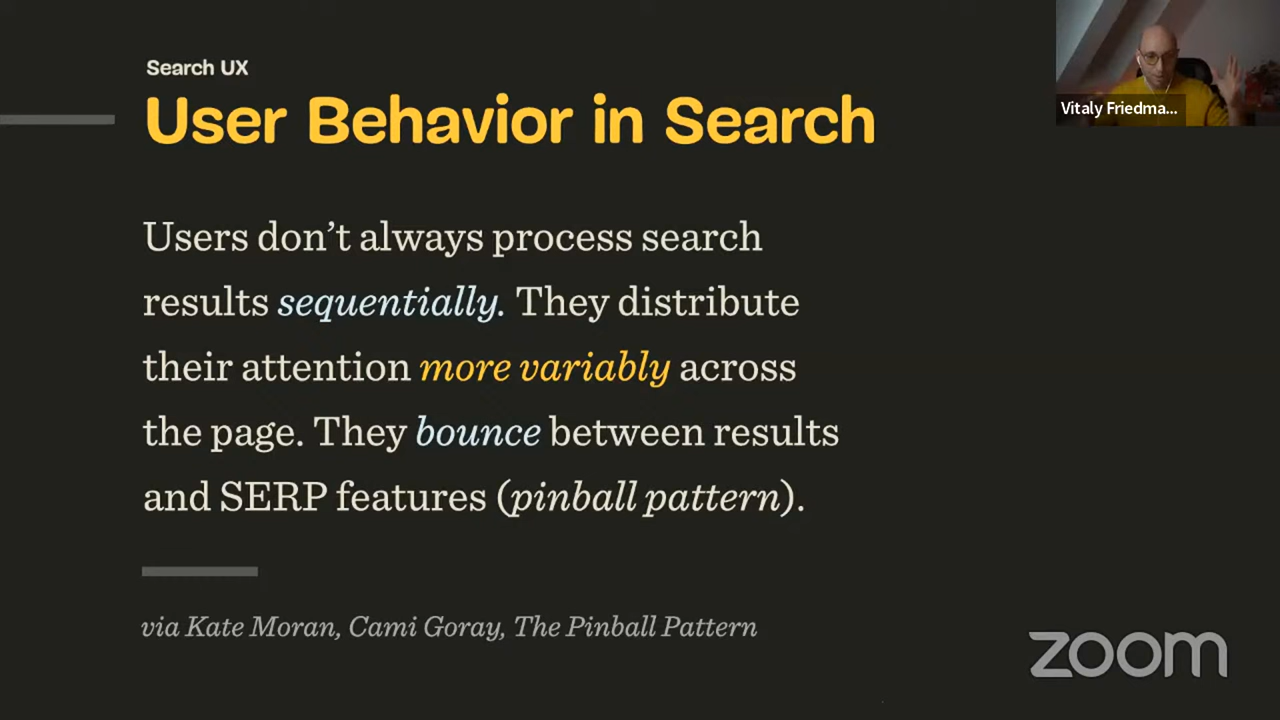 Search UX
User Behavior in Search
Users don’t always process search
results sequentially. They distribute
their attention more variably across
the page. They bounce between results
and SERP features (pinball pattern).
via Kate Moran, Cami Goray, The Pinball Pattern
Vitaly Friedma...
zoom